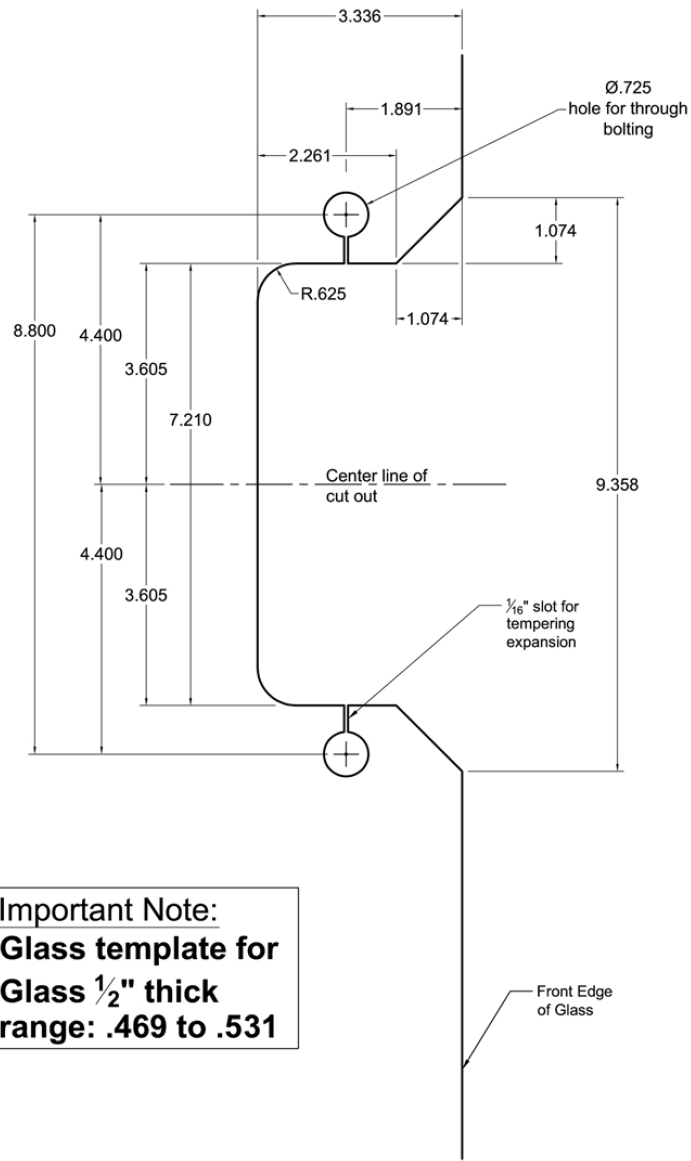 3.336
Ø.725
hole for through
bolting
1.891
2.261
1.074
R.625
1.074
8.800
4.400
3.605
7.210
Center line of
cut out
9.358
4.400
3.605
1⁄16" slot for
tempering
expansion
Important Note:
Glass template for
Glass 1⁄2" thick
range: .469 to .531
Front Edge
of Glass